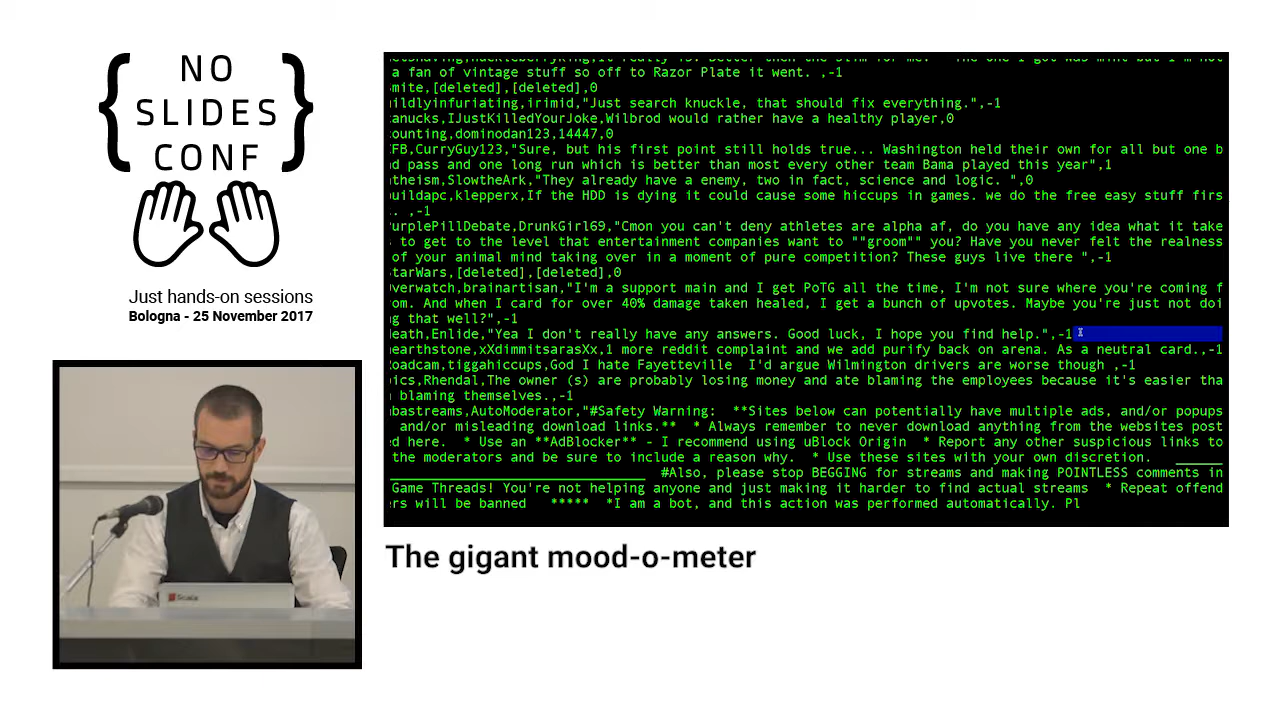 NO
SLIDES
CONF
Just hands-on sessions
Bologna - 25 November 2017
a fan of vintage stuff so off to Razor Plate it went. ,-1
mite,[deleted],[deleted],0
ildlyinfuriating,irimid,"Just search knuckle, that should fix everything.",-1
anucks,IJustKilledYourJoke,Wilbrod would rather have a healthy player,0
ounting,dominodan123,14447,0
FB,CurryGuy123,"Sure, but his first point still holds true... Washington held their own for all but one b
d pass and one long run which is better than most every other team Bama played this year",1
theism,SlowtheArk,"They already have a enemy, two in fact, science and logic. ",0
uildapc,klepperx,If the HDD is dying it could cause some hiccups in games. we do the free easy stuff firs
. ,-1
urplePillDebate,DrunkGirl69,"Cmon you can't deny athletes are alpha af, do you have any idea what it take
to get to the level that entertainment companies want to ""groom"" you? Have you never felt the realness
of your animal mind taking over in a moment of pure competition? These guys live there ",-1
tarWars,[deleted],[deleted],0
verwatch,brainartisan,"I'm a support main and I get PoTG all the time, I'm not sure where you're coming f
om. And when I card for over 40% damage taken healed, I get a bunch of upvotes. Maybe you're just not doi
g that well?",-1
eath,Enlide,"Yea I don't really have any answers. Good luck, I hope you find help.",-1
earthstone,xXdimmitsarasXx,1 more reddit complaint and we add purify back on arena. As a neutral card.,-1
oadcam,tiggahiccups,God I hate Fayetteville  I'd argue Wilmington drivers are worse though ,-1
ics,Rhendal,The owner (s) are probably losing money and ate blaming the employees because it's easier tha
blaming themselves.,-1
bastreams,AutoModerator,"#Safety Warning:  **Sites below can potentially have multiple ads, and/or popups
and/or misleading download links.**  * Always remember to never download anything from the websites post
d here.  * Use an **AdBlocker** - I recommend using uBlock Origin  * Report any other suspicious links to
the moderators and be sure to include a reason why.  * Use these sites with your own discretion.
#Also, please stop BEGGING for streams and making POINTLESS comments in
Game Threads! You're not helping anyone and just making it harder to find actual streams  * Repeat offend
rs will be banned   *****  *I am a bot, and this action was performed automatically. Pl
Scala
The gigant mood-o-meter